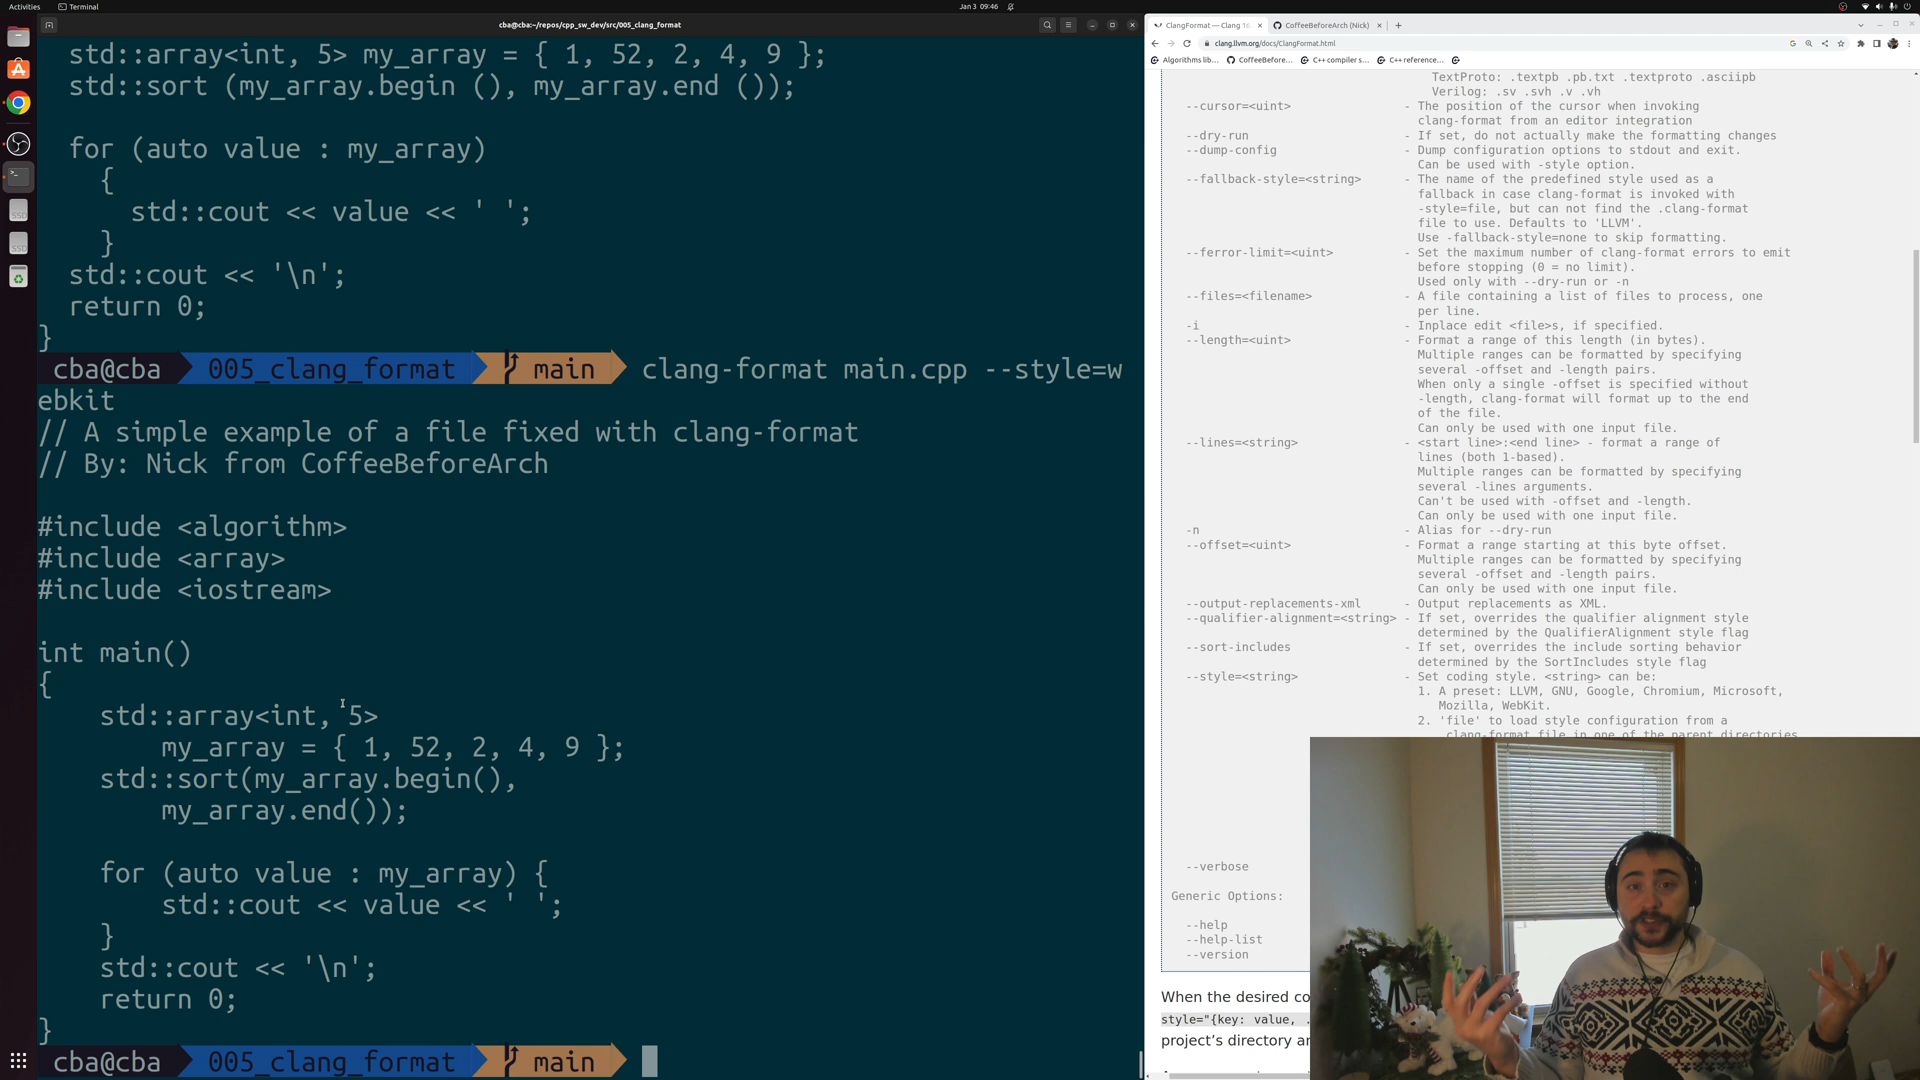 Activities
Terminal
Jan 3 09:46
cba@cba:~/repos/cpp_sw_dev/src/005_clang_format
std::array<int, 5> my_array = { 1, 52, 2, 4, 9 };
std::sort (my_array.begin (), my_array.end ());
for (auto value : my_array)
{
std::cout << value << ' ';
}
std::cout << '\n';
return 0;
}
cba@cba 005_clang_format main clang-format main.cpp --style=w
ebkit
// A simple example of a file fixed with clang-format
// By: Nick from CoffeeBeforeArch
#include <algorithm>
#include <array>
#include <iostream>
int main()
{
std::array<int, 5>
my_array = { 1, 52, 2, 4, 9 };
std::sort(my_array.begin(),
my_array.end());
for (auto value : my_array) {
std::cout << value << ' ';
}
std::cout << '\n';
return 0;
}
cba@cba 005_clang_format main
ClangFormat — Clang 16
CoffeeBeforeArch (Nick)
clang.llvm.org/docs/ClangFormat.html
Algorithms lib...
CoffeeBefore...
C++ compiler s...
C++ reference...
TextProto: .textpb .pb.txt .textproto .asciipb
Verilog: .sv .svh .v .vh
--cursor=<uint> - The position of the cursor when invoking
clang-format from an editor integration
--dry-run - If set, do not actually make the formatting changes
--dump-config - Dump configuration options to stdout and exit.
Can be used with -style option.
--fallback-style=<string> - The name of the predefined style used as a
fallback in case clang-format is invoked with
-style=file, but can not find the .clang-format
file to use. Defaults to 'LLVM'.
Use -fallback-style=none to skip formatting.
--ferror-limit=<uint> - Set the maximum number of clang-format errors to emit
before stopping (0 = no limit).
Used only with --dry-run or -n
--files=<filename> - A file containing a list of files to process, one
per line.
-i - Inplace edit <file>s, if specified.
--length=<uint> - Format a range of this length (in bytes).
Multiple ranges can be formatted by specifying
several -offset and -length pairs.
When only a single -offset is specified without
-length, clang-format will format up to the end
of the file.
Can only be used with one input file.
--lines=<string> - <start line>:<end line> - format a range of
lines (both 1-based).
Multiple ranges can be formatted by specifying
several -lines arguments.
Can't be used with -offset and -length.
Can only be used with one input file.
-n - Alias for --dry-run
--offset=<uint> - Format a range starting at this byte offset.
Multiple ranges can be formatted by specifying
several -offset and -length pairs.
Can only be used with one input file.
--output-replacements-xml - Output replacements as XML.
--qualifier-alignment=<string> - If set, overrides the qualifier alignment style
determined by the QualifierAlignment style flag
--sort-includes - If set, overrides the include sorting behavior
determined by the SortIncludes style flag
--style=<string> - Set coding style. <string> can be:
1. A preset: LLVM, GNU, Google, Chromium, Microsoft,
Mozilla, WebKit.
2. 'file' to load style configuration from a
.clang-format file in one of the parent directories
--verbose
Generic Options:
--help
--help-list
--version
When the desired co
style="{key: value, .
project's directory a